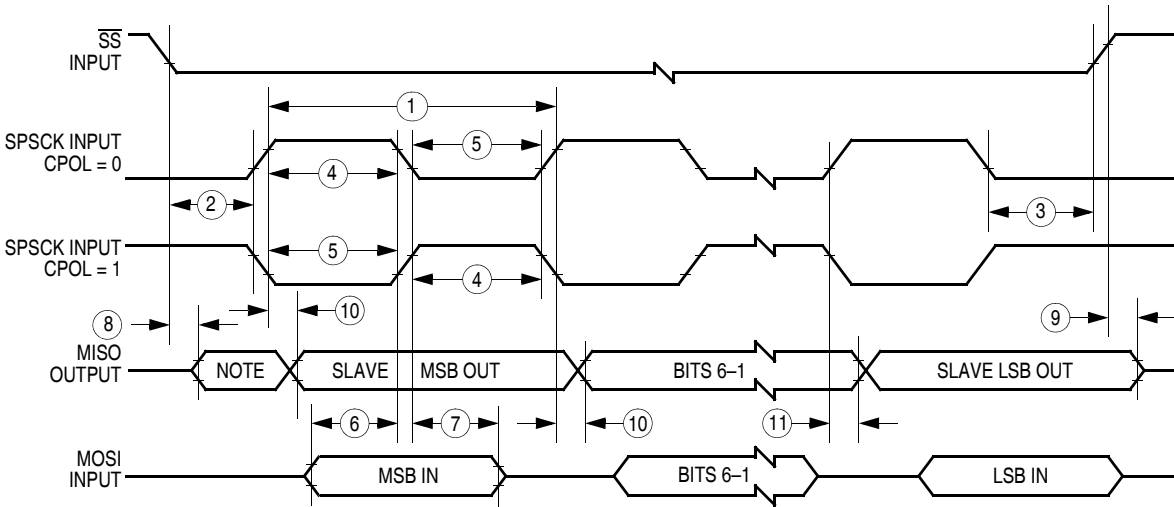 SS
INPUT
1
SPSCK INPUT
CPOL = 0
5
4
2
3
SPSCK INPUT
CPOL = 1
5
4
8
10
9
MISO
OUTPUT
NOTE
SLAVE MSB OUT
BITS 6–1
SLAVE LSB OUT
6
7
10
11
MOSI
INPUT
MSB IN
BITS 6–1
LSB IN